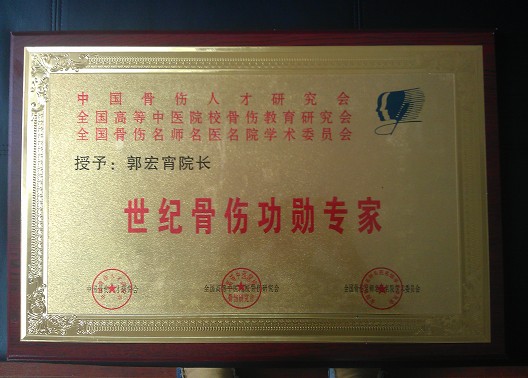 中国骨伤人才研究会
全国高等中医院校骨伤教育研究会
全国骨伤名师名医名院学术委员会
授予：郭宏宵院长
世纪骨伤功勋专家